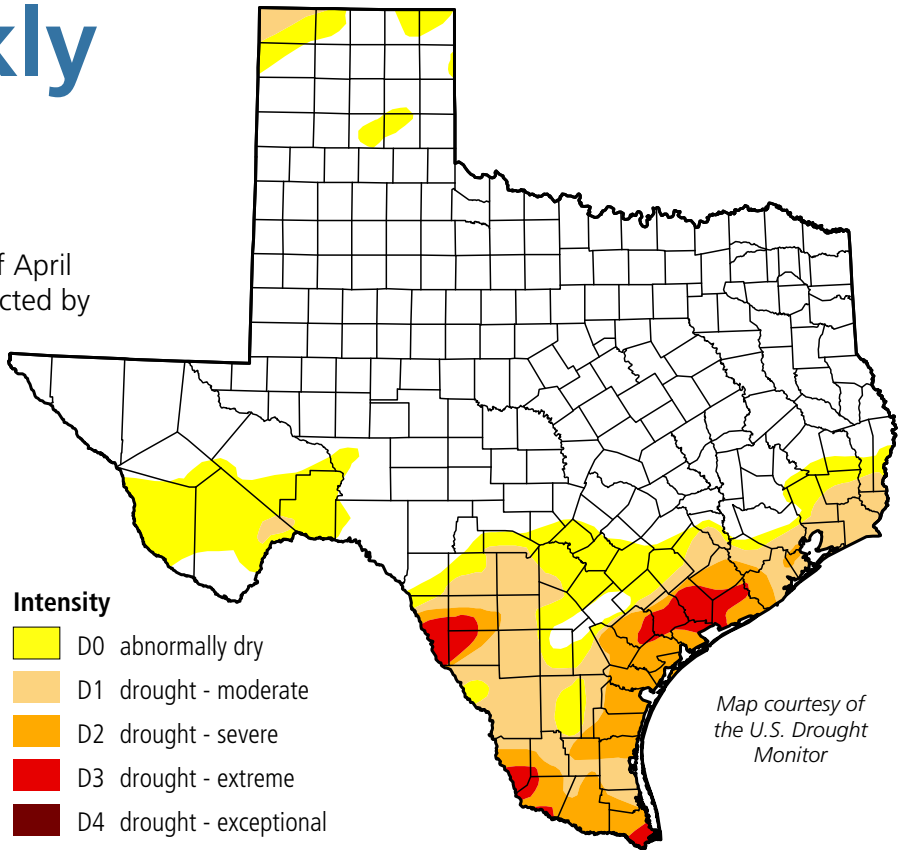 kly
f April
cted by
Intensity
D0 abnormally dry
D1 drought - moderate
D2 drought - severe
D3 drought - extreme
D4 drought - exceptional
Map courtesy of
the U.S. Drought
Monitor